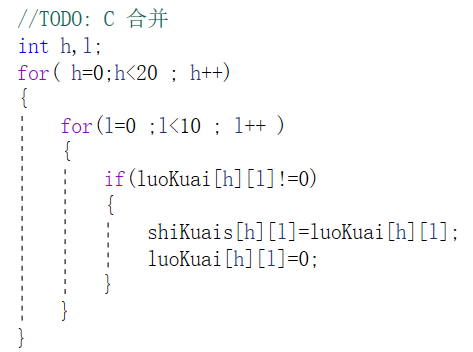 //TODO: C 合并
int h,l;
for( h=0;h<20 ; h++)
{
for(l=0 ;l<10 ; l++ )
{
if(luoKuai[h][l]!=0)
{
shiKuais[h][l]=luoKuai[h][l];
luoKuai[h][l]=0;
}
}
}